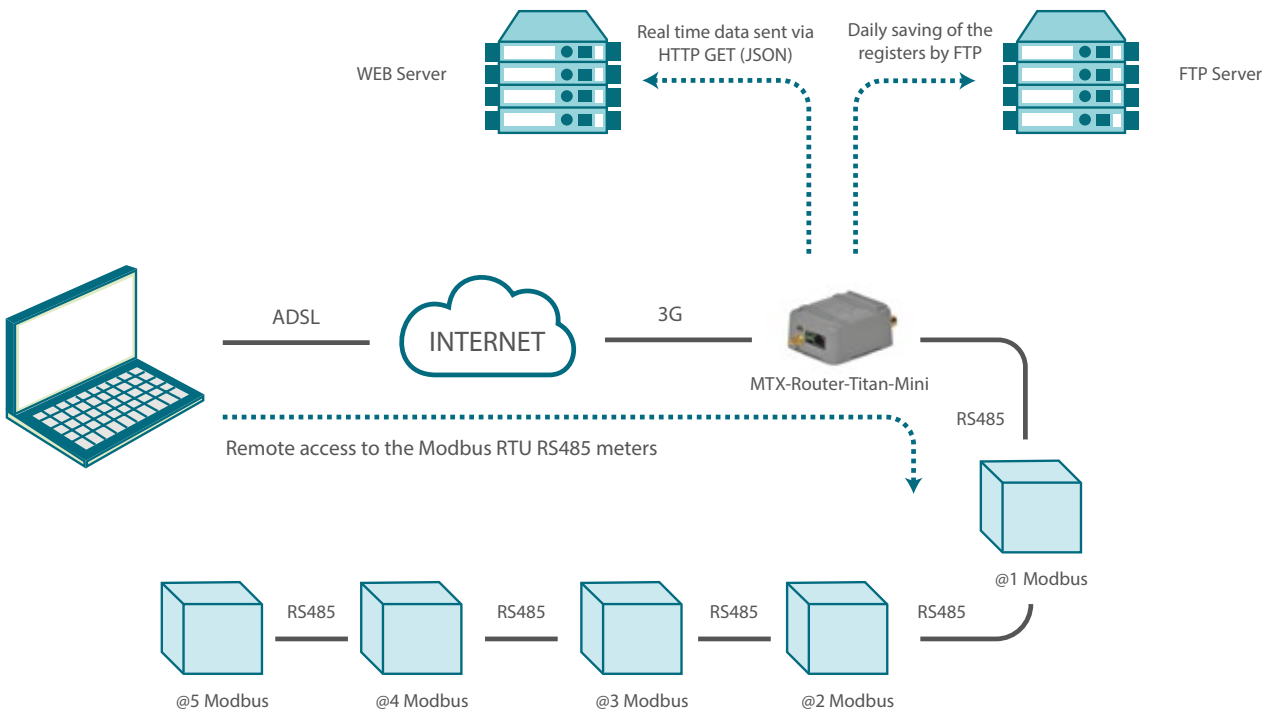 Real time data sent via
HTTP GET (JSON)
Daily saving of the
registers by FTP
WEB Server
FTP Server
ADSL
INTERNET
3G
MTX-Router-Titan-Mini
RS485
Remote access to the Modbus RTU RS485 meters
@1 Modbus
RS485
RS485
RS485
RS485
@5 Modbus
@4 Modbus
@3 Modbus
@2 Modbus